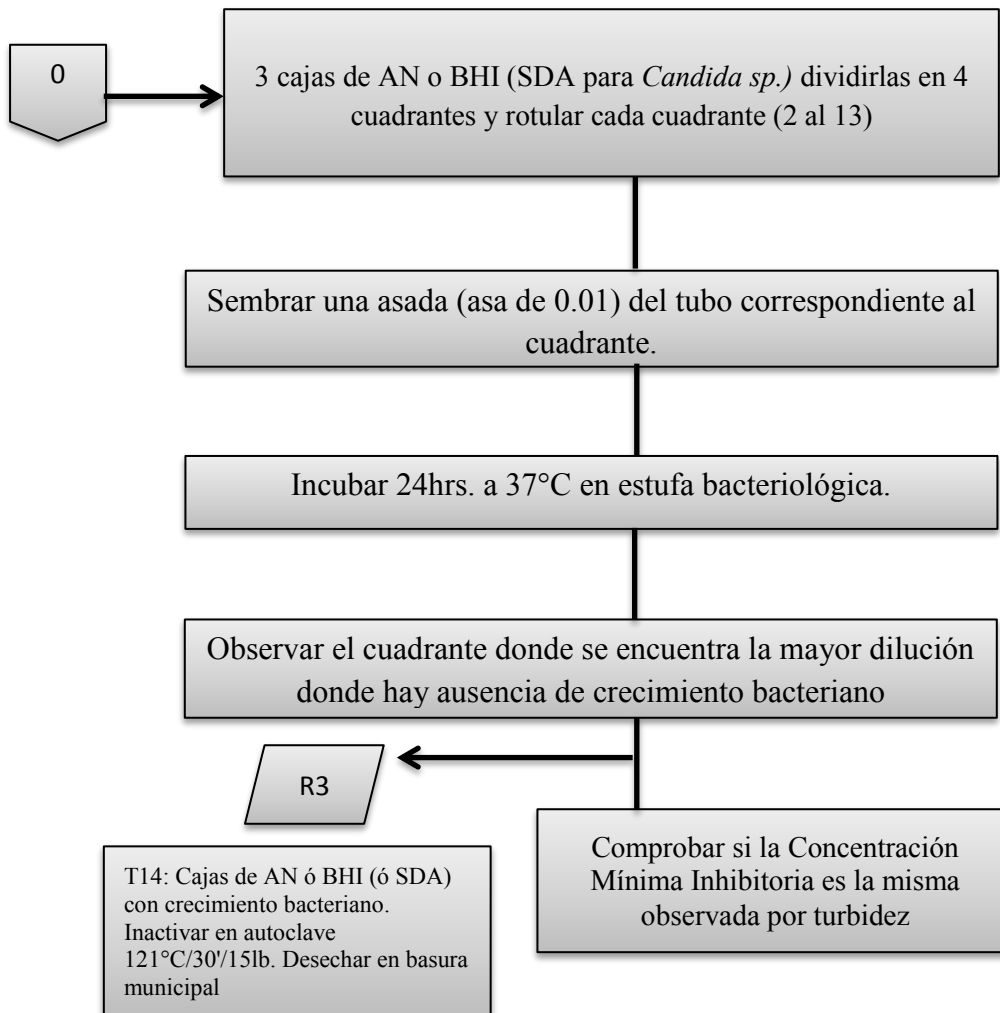 0
3 cajas de AN o BHI (SDA para Candida sp.) dividirlas en 4
cuadrantes y rotular cada cuadrante (2 al 13)
Sembrar una asada (asa de 0.01) del tubo correspondiente al
cuadrante.
Incubar 24hrs. a 37°C en estufa bacteriológica.
Observar el cuadrante donde se encuentra la mayor dilución
donde hay ausencia de crecimiento bacteriano
R3
T14: Cajas de AN ó BHI (ó SDA)
con crecimiento bacteriano.
Inactivar en autoclave
121°C/30'/15lb. Desechar en basura
municipal
Comprobar si la Concentración
Mínima Inhibitoria es la misma
observada por turbidez